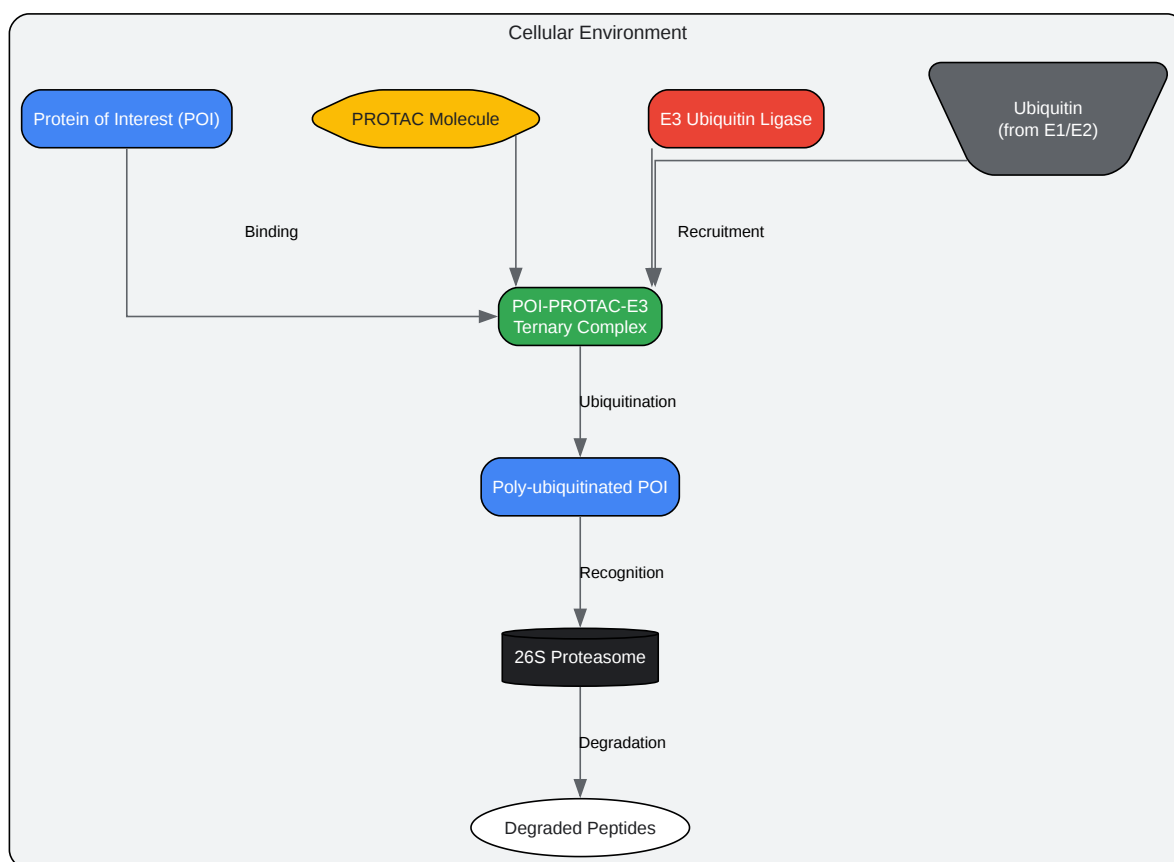 Cellular Environment
Protein of Interest (POI)
PROTAC Molecule
E3 Ubiquitin Ligase
Ubiquitin
(from E1/E2)
Binding
Recruitment
POI-PROTAC-E3
Ternary Complex
Ubiquitination
Poly-ubiquitinated POI
Recognition
26S Proteasome
Degradation
Degraded Peptides